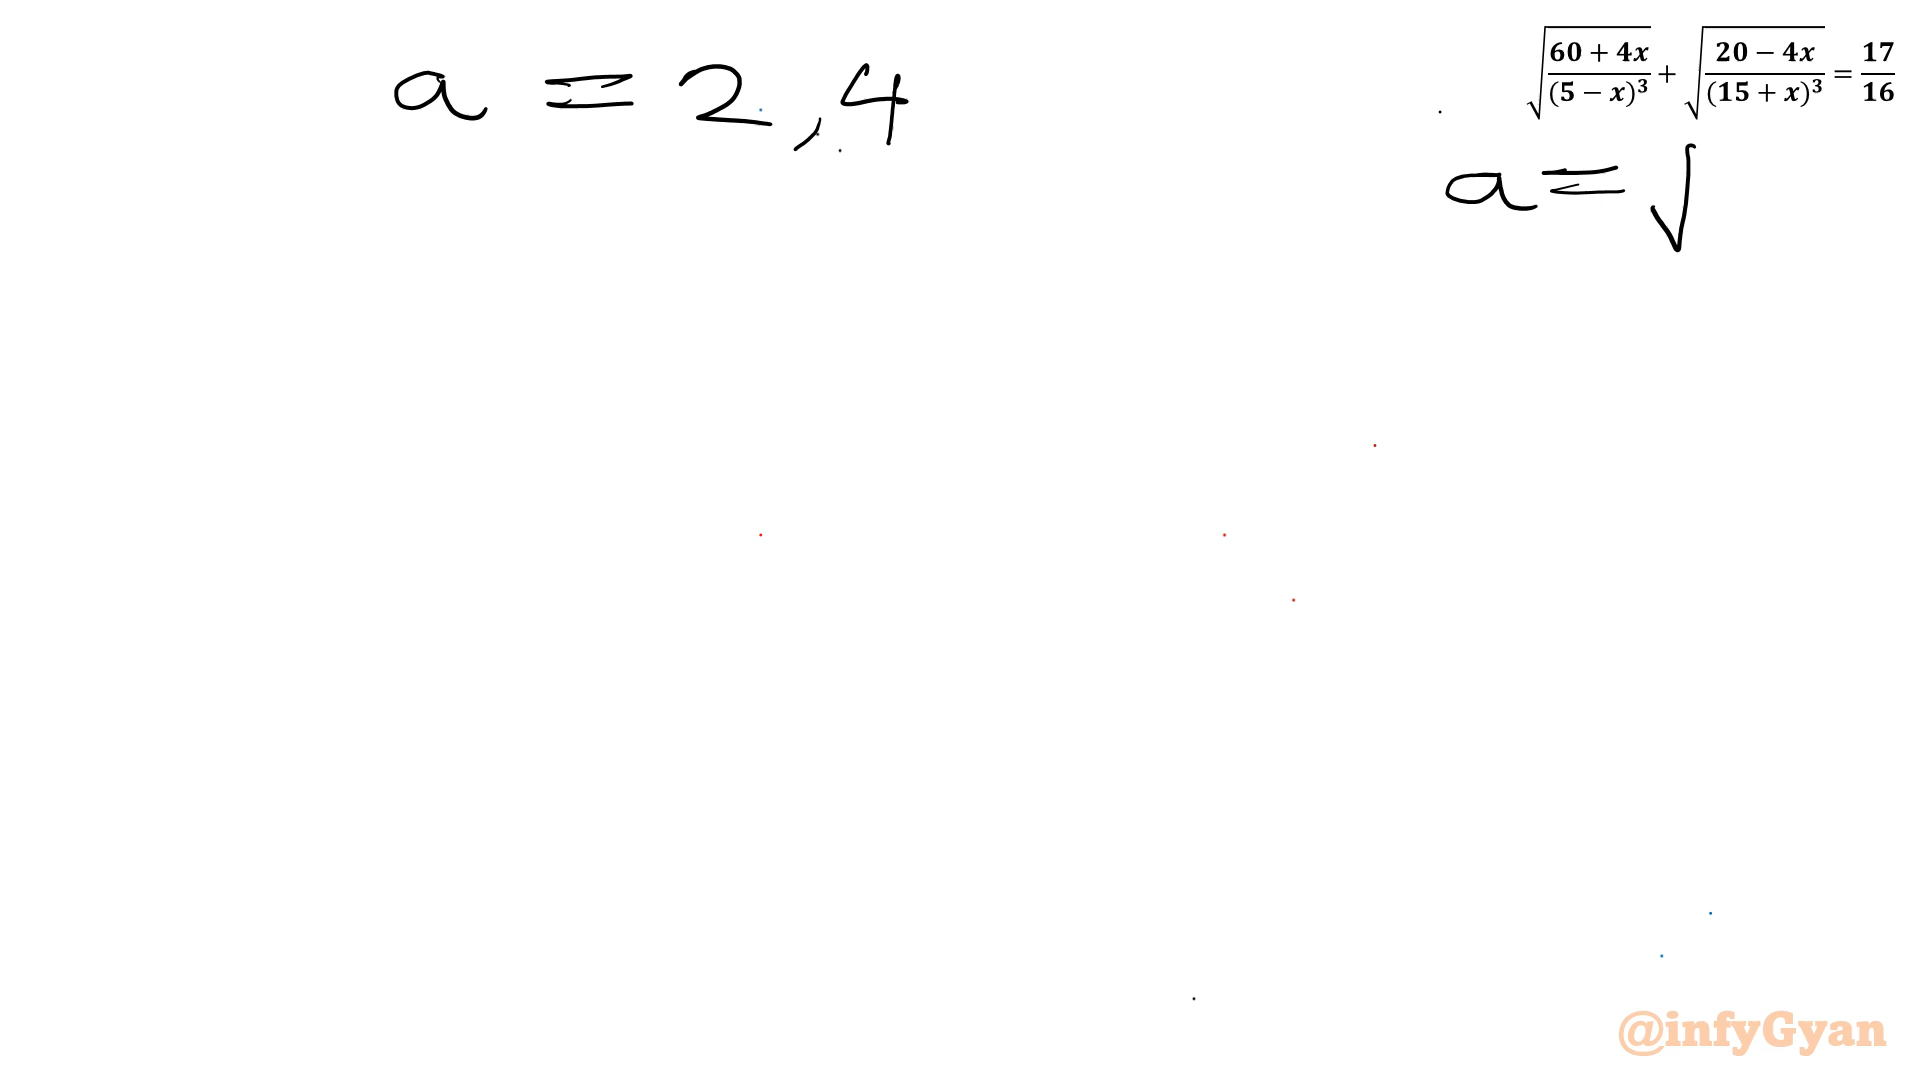 a = 2, 4
√((60 + 4x)/(5 − x)³) + √((20 − 4x)/(15 + x)³) = 17/16
a = √
@infyGyan